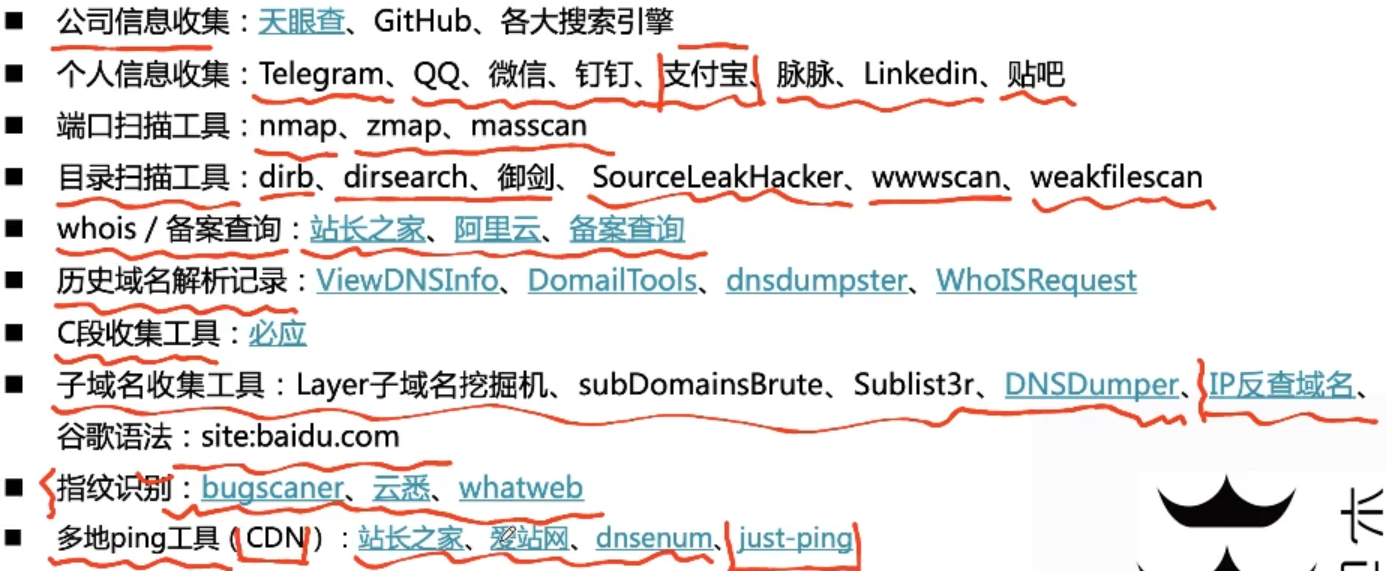 ■ 公司信息收集：天眼查、GitHub、各大搜索引擎
■ 个人信息收集：Telegram、QQ、微信、钉钉、支付宝、脉脉、Linkedin、贴吧
■ 端口扫描工具：nmap、zmap、masscan
■ 目录扫描工具：dirb、dirsearch、御剑、 SourceLeakHacker、wwwscan、weakfilescan
■ whois / 备案查询：站长之家、阿里云、备案查询
■ 历史域名解析记录：ViewDNSInfo、DomailTools、dnsdumpster、WhoISRequest
■ C段收集工具：必应
■ 子域名收集工具：Layer子域名挖掘机、subDomainsBrute、Sublist3r、DNSDumper、IP反查域名、
谷歌语法：site:baidu.com
■ 指纹识别：bugscaner、云悉、whatweb
■ 多地ping工具（CDN）：站长之家、爱站网、dnsenum、just-ping
长